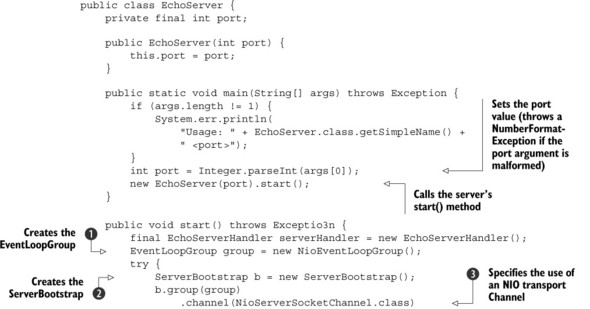 public class EchoServer {
private final int port;
public EchoServer(int port) {
this.port = port;
}
public static void main(String[] args) throws Exception {
if (args.length != 1) {
System.err.println(
"Usage: " + EchoServer.class.getSimpleName() +
" <port>");
}
int port = Integer.parseInt(args[0]);
new EchoServer(port).start();
}
Sets the port
value (throws a
NumberFormat-
Exception if the
port argument is
malformed)
Calls the server's
start() method
public void start() throws Exceptio3n {
final EchoServerHandler serverHandler = new EchoServerHandler();
EventLoopGroup group = new NioEventLoopGroup();
try {
ServerBootstrap b = new ServerBootstrap();
b.group(group)
.channel(NioServerSocketChannel.class)
Creates the
EventLoopGroup
1
Creates the
ServerBootstrap
2
3
Specifies the use of
an NIO transport
Channel